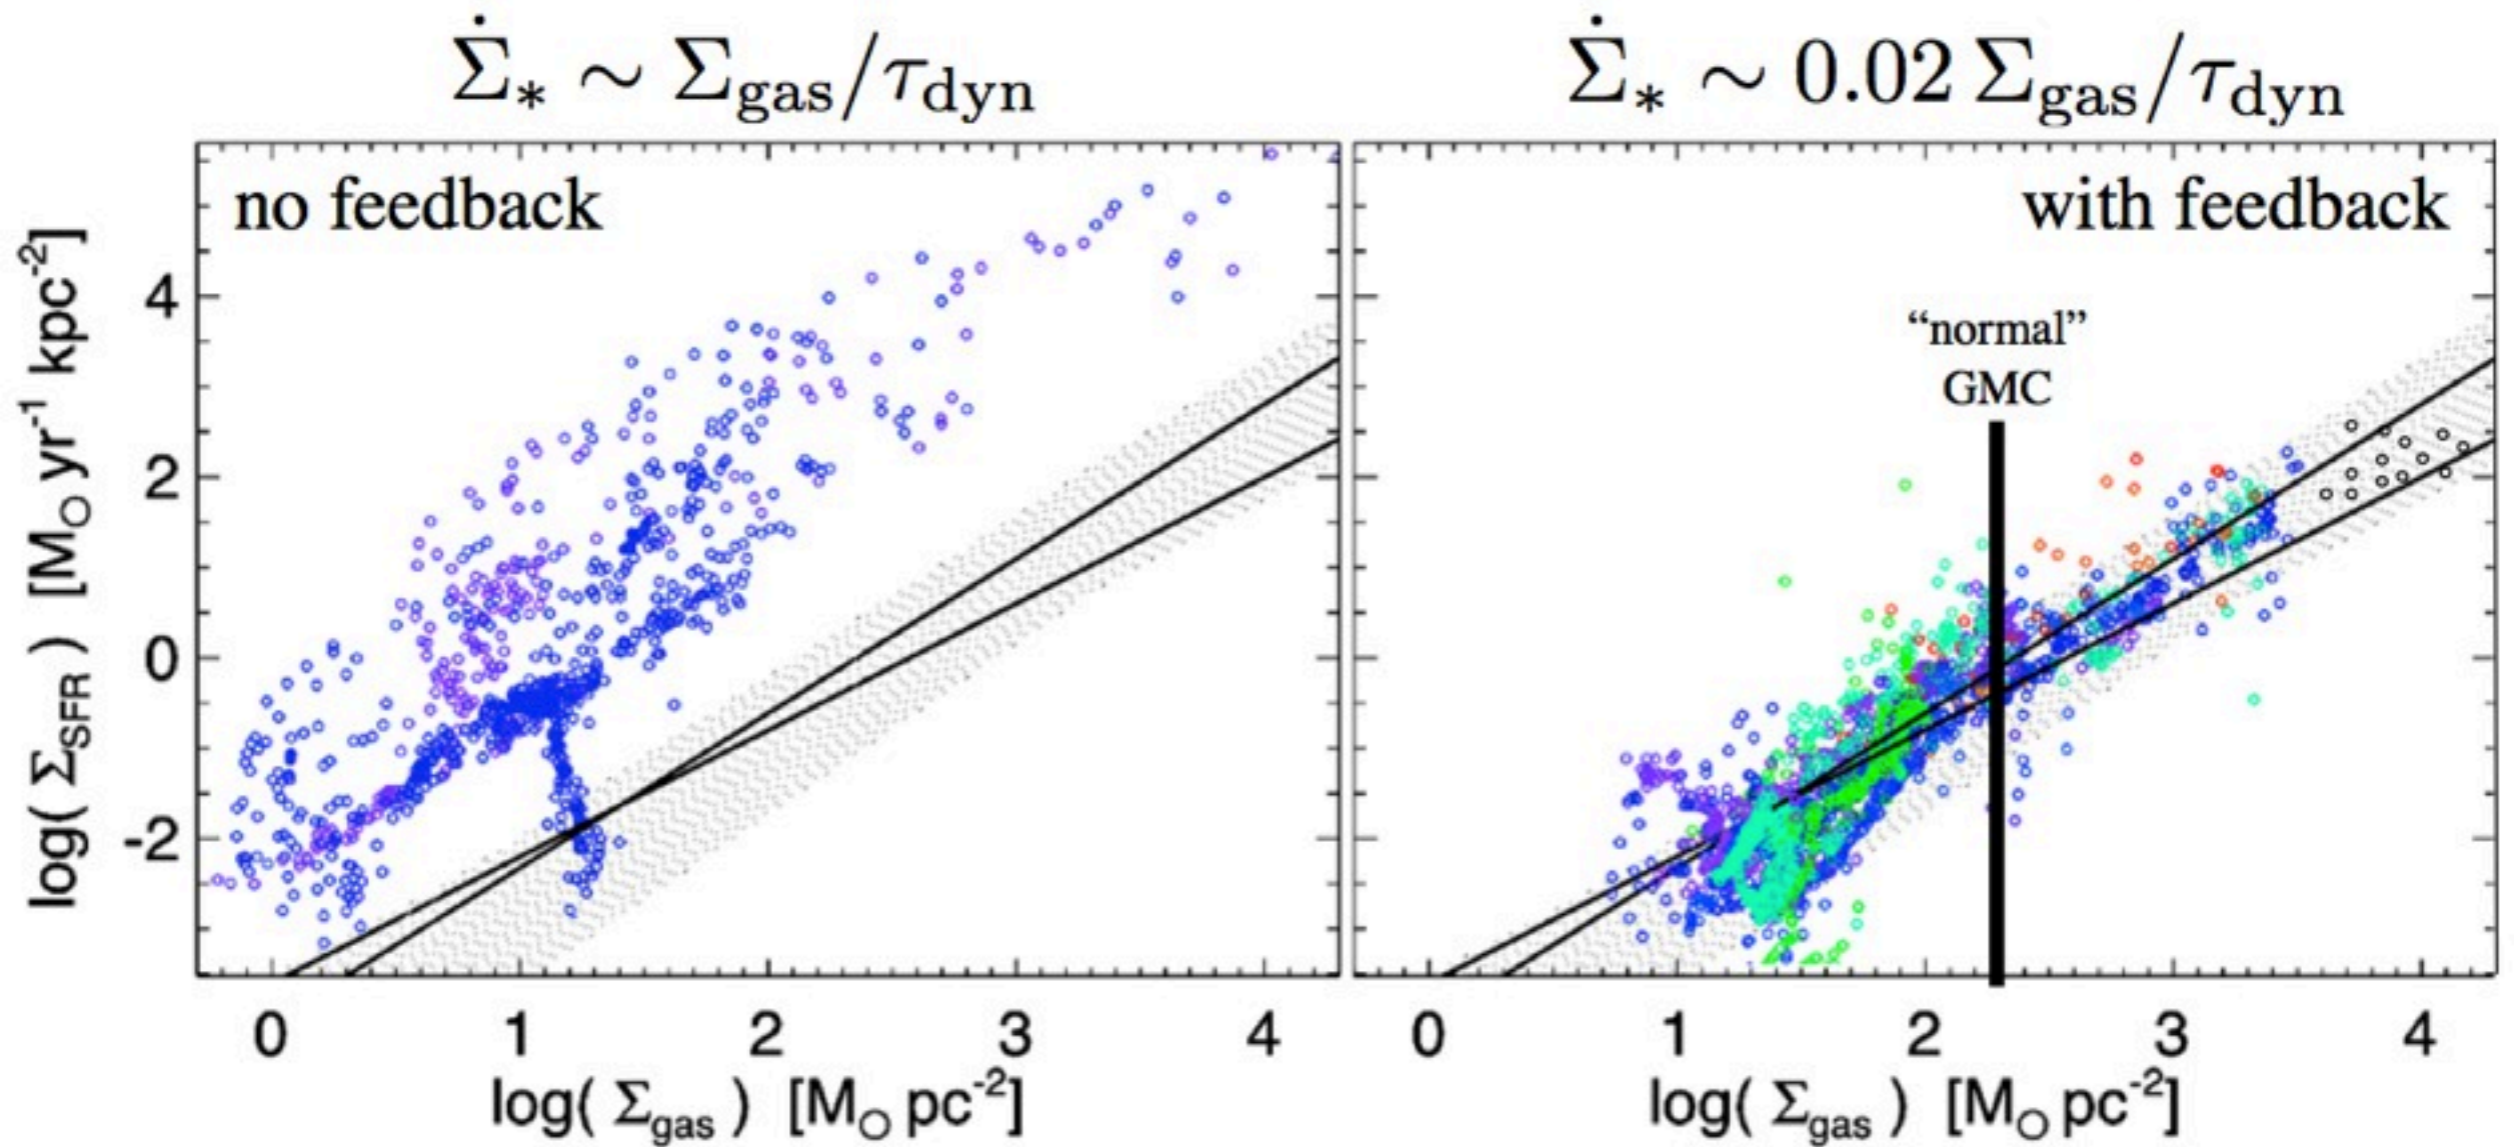 Σ̇* ~ Σgas/τdyn
Σ̇* ~ 0.02 Σgas/τdyn
no feedback
with feedback
“normal”
GMC
log( ΣSFR ) [M○ yr-1 kpc-2]
4
2
0
-2
0 1 2 3 4
0 1 2 3 4
log( Σgas ) [M○ pc-2]
log( Σgas ) [M○ pc-2]